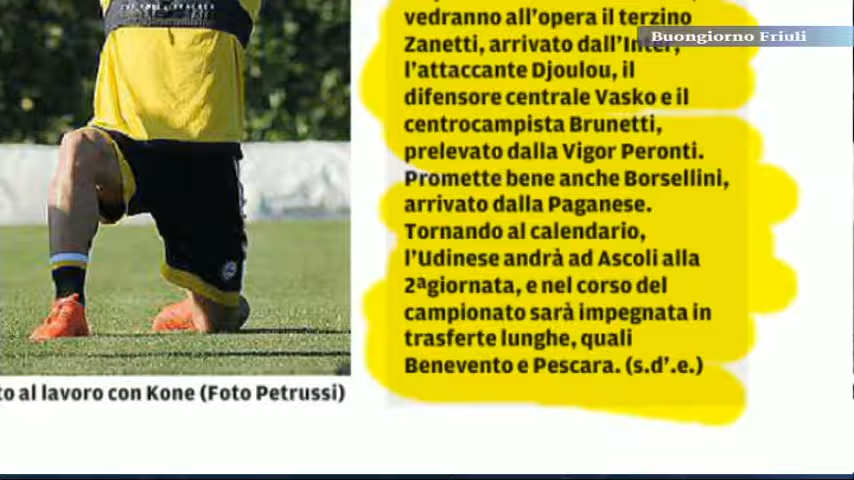 Buongiorno Friuli
vedranno all'opera il terzino
Zanetti, arrivato dall'Inter,
l'attaccante Djoulou, il
difensore centrale Vasko e il
centrocampista Brunetti,
prelevato dalla Vigor Peronti.
Promette bene anche Borsellini,
arrivato dalla Paganese.
Tornando al calendario,
l'Udinese andrà ad Ascoli alla
2ªgiornata, e nel corso del
campionato sarà impegnata in
trasferte lunghe, quali
Benevento e Pescara. (s.d'.e.)
to al lavoro con Kone (Foto Petrussi)